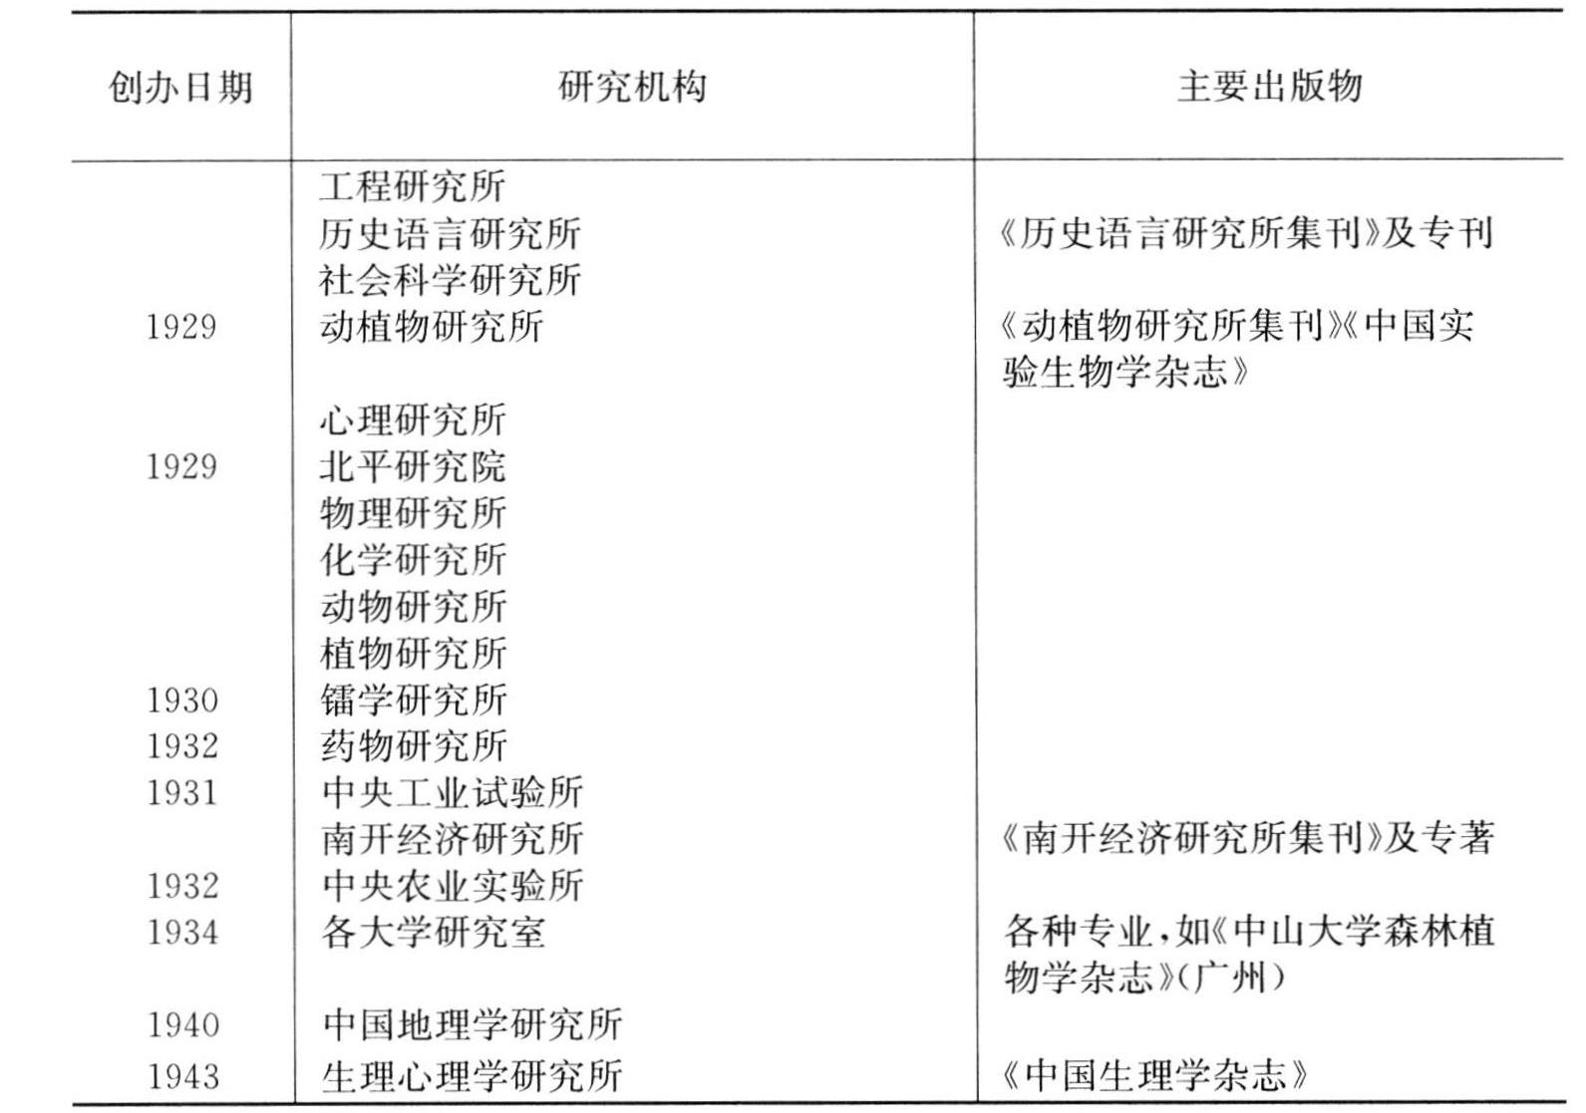 创办日期 研究机构 主要出版物
工程研究所
历史语言研究所 《历史语言研究所集刊》及专刊
社会科学研究所
1929 动植物研究所 《动植物研究所集刊》《中国实
验生物学杂志》
心理研究所
1929 北平研究院
物理研究所
化学研究所
动物研究所
植物研究所
1930 镭学研究所
1932 药物研究所
1931 中央工业试验所
南开经济研究所 《南开经济研究所集刊》及专著
1932 中央农业实验所
1934 各大学研究室 各种专业,如《中山大学森林植
物学杂志》(广州)
1940 中国地理学研究所
1943 生理心理学研究所 《中国生理学杂志》